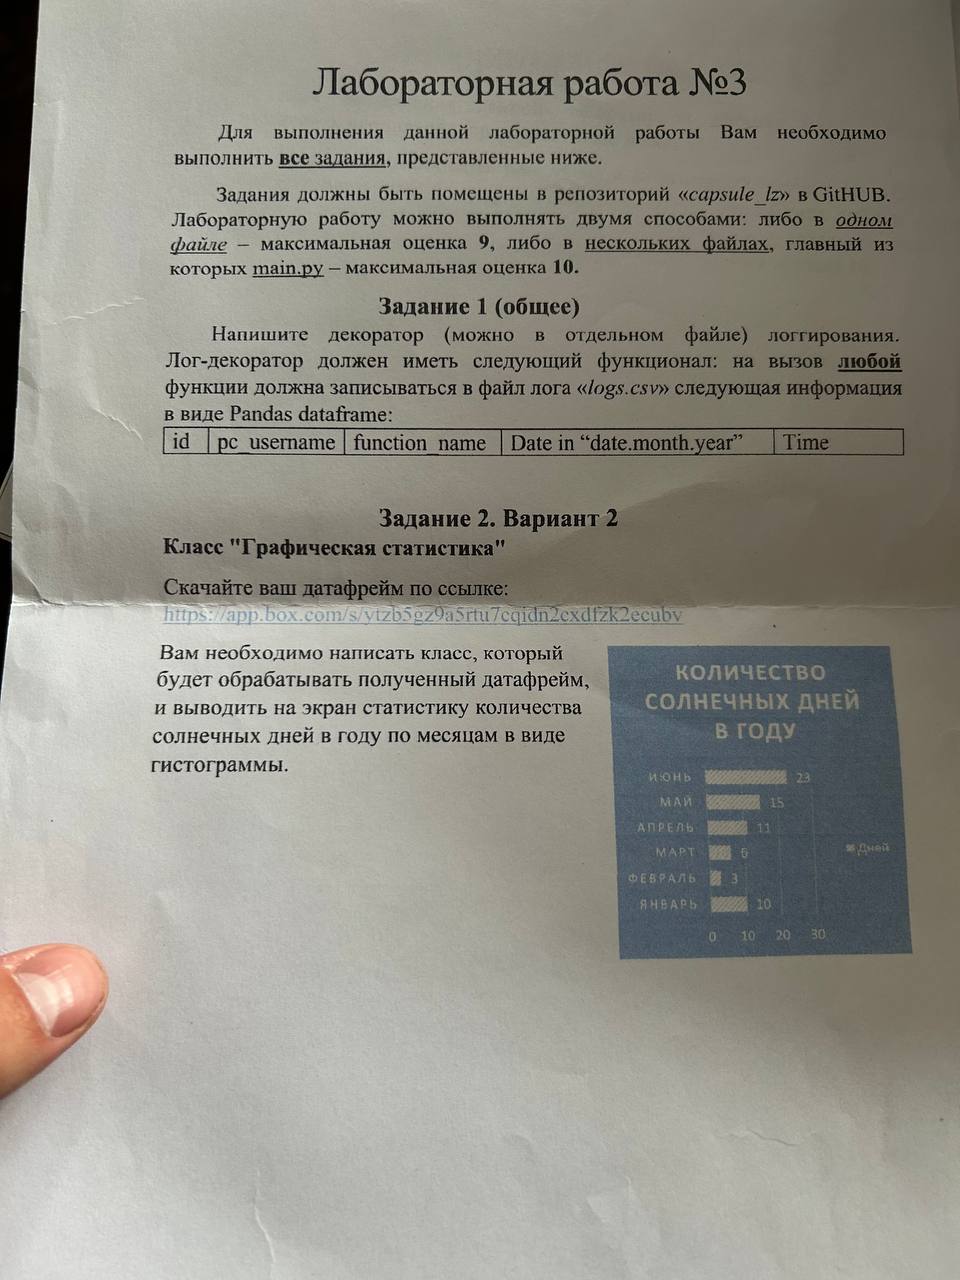 Лабораторная работа №3
Для выполнения данной лабораторной работы Вам необходимо
выполнить все задания, представленные ниже.
Задания должны быть помещены в репозиторий «capsule_lz» в GitHUB.
Лабораторную работу можно выполнять двумя способами: либо в одном
файле – максимальная оценка 9, либо в нескольких файлах, главный из
которых main.py – максимальная оценка 10.
Задание 1 (общее)
Напишите декоратор (можно в отдельном файле) логгирования.
Лог-декоратор должен иметь следующий функционал: на вызов любой
функции должна записываться в файл лога «logs.csv» следующая информация
в виде Pandas dataframe:
id pc_username function_name Date in “date.month.year” Time
Задание 2. Вариант 2
Класс "Графическая статистика"
Скачайте ваш датафрейм по ссылке:
https://app.box.com/s/ytzb5gz9a5rtu7cqidn2cxdfzk2ecubv
Вам необходимо написать класс, который
будет обрабатывать полученный датафрейм,
и выводить на экран статистику количества
солнечных дней в году по месяцам в виде
гистограммы.
КОЛИЧЕСТВО
СОЛНЕЧНЫХ ДНЕЙ
В ГОДУ
ИЮНЬ 23
МАЙ 15
АПРЕЛЬ 11
МАРТ 6
ФЕВРАЛЬ 3
ЯНВАРЬ 10
0 10 20 30
Дней